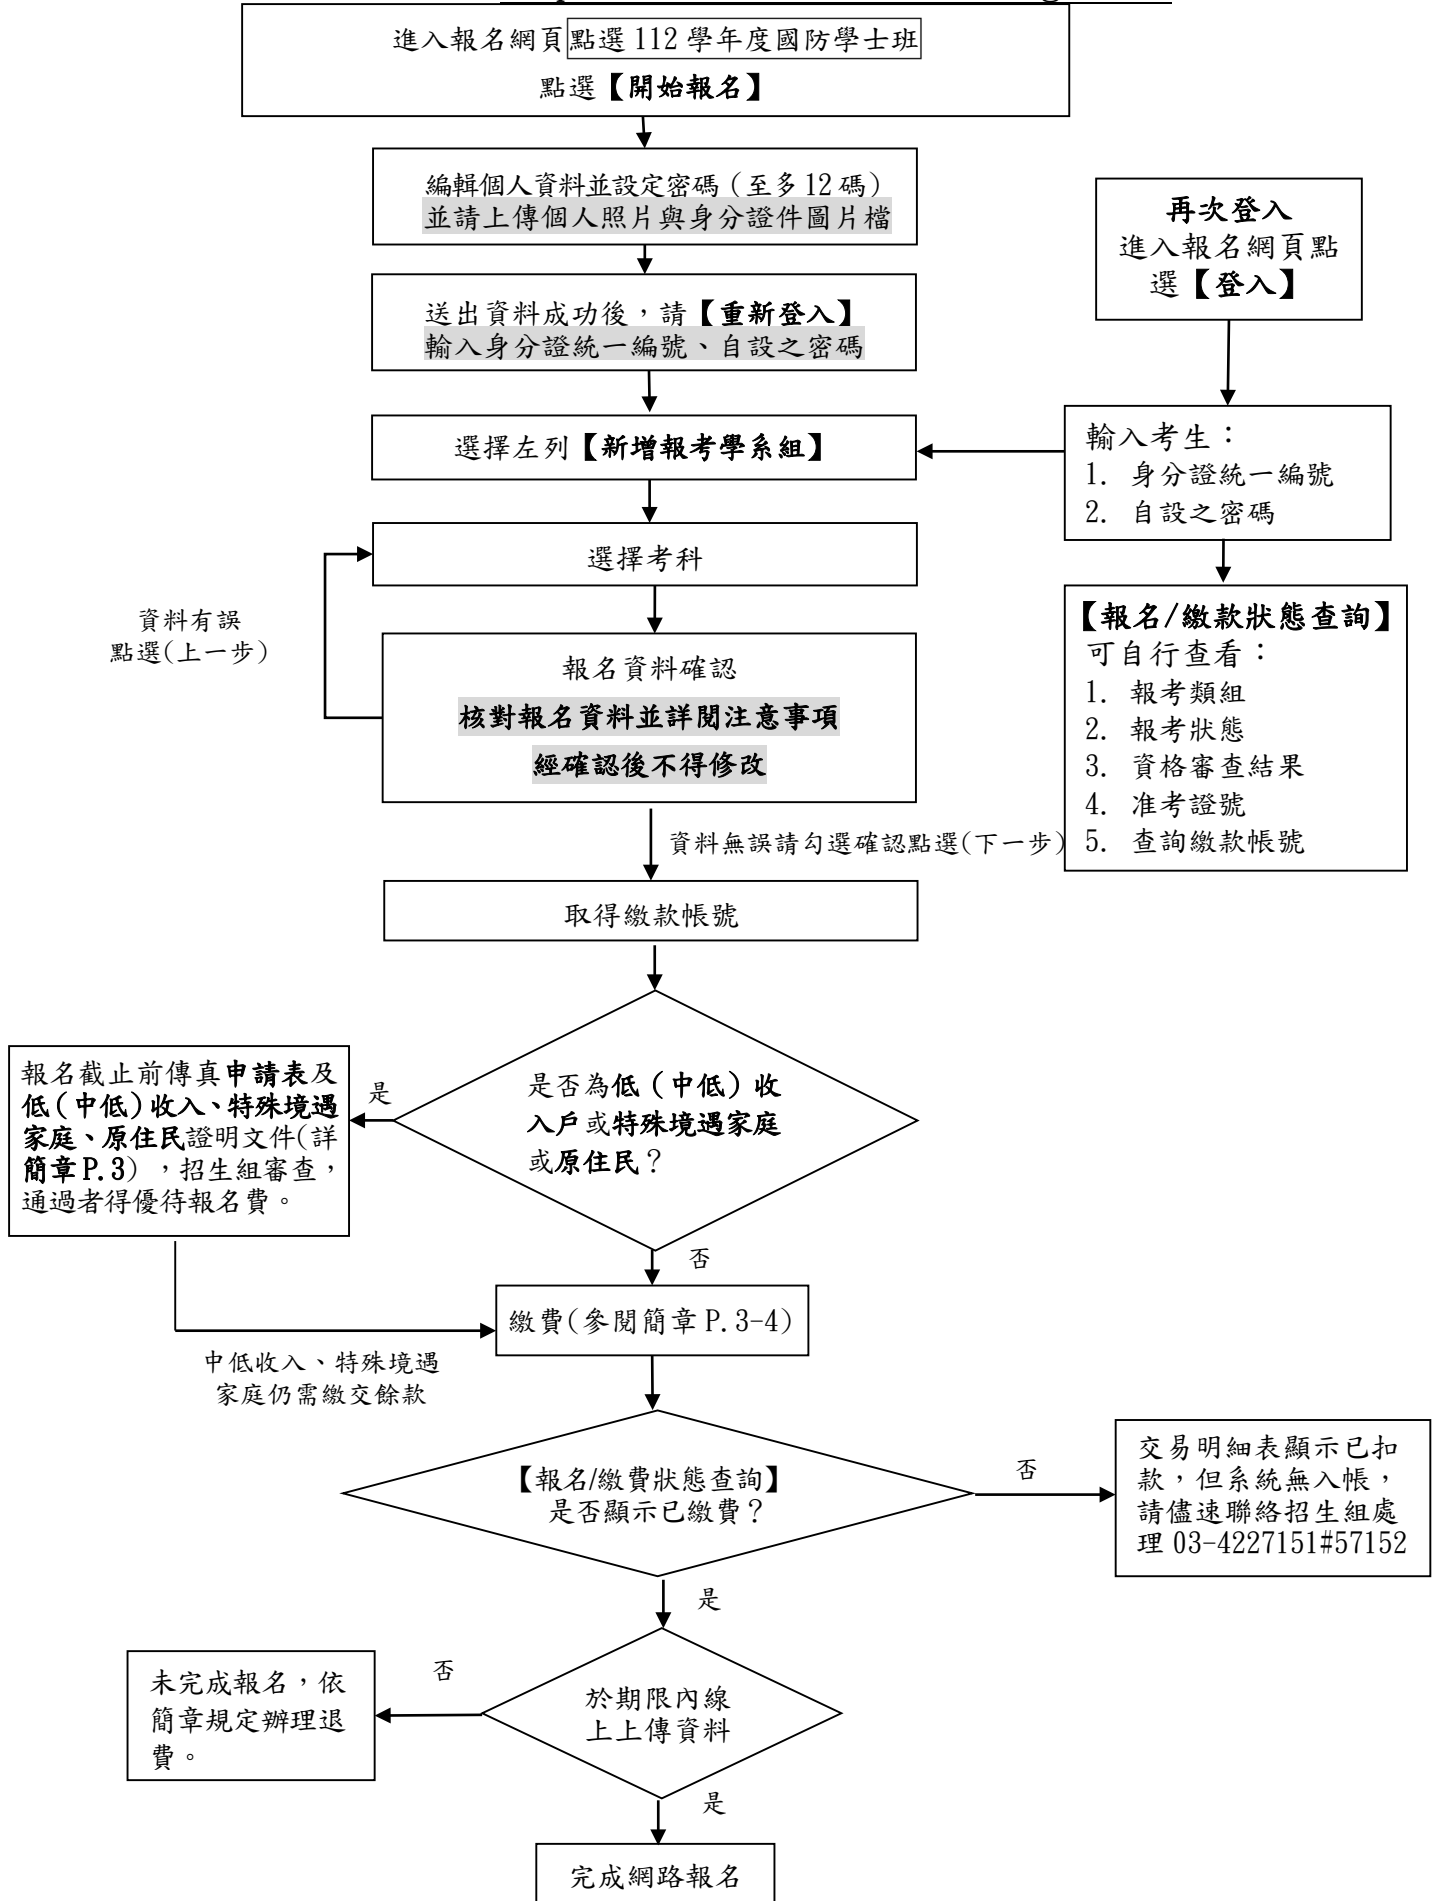 進入報名網頁點選 112 學年度國防學士班
點選【開始報名】
編輯個人資料並設定密碼（至多 12 碼）
並請上傳個人照片與身分證件圖片檔
送出資料成功後，請【重新登入】
輸入身分證統一編號、自設之密碼
選擇左列【新增報考學系組】
再次登入
進入報名網頁點
選【登入】
輸入考生：
1. 身分證統一編號
2. 自設之密碼
選擇考科
資料有誤
點選(上一步)
報名資料確認
核對報名資料並詳閱注意事項
經確認後不得修改
【報名/繳款狀態查詢】
可自行查看：
1. 報考類組
2. 報考狀態
3. 資格審查結果
4. 准考證號
5. 查詢繳款帳號
資料無誤請勾選確認點選(下一步)
取得繳款帳號
是否為低（中低）收
入戶或特殊境遇家庭
或原住民？
是
報名截止前傳真申請表及
低（中低）收入、特殊境遇
家庭、原住民證明文件(詳
簡章 P.3），招生組審查，
通過者得優待報名費。
否
繳費(參閱簡章 P.3-4)
中低收入、特殊境遇
家庭仍需繳交餘款
【報名/繳費狀態查詢】
是否顯示已繳費？
否
交易明細表顯示已扣
款，但系統無入帳，
請儘速聯絡招生組處
理 03-4227151#57152
是
於期限內線
上上傳資料
否
未完成報名，依
簡章規定辦理退
費。
是
完成網路報名